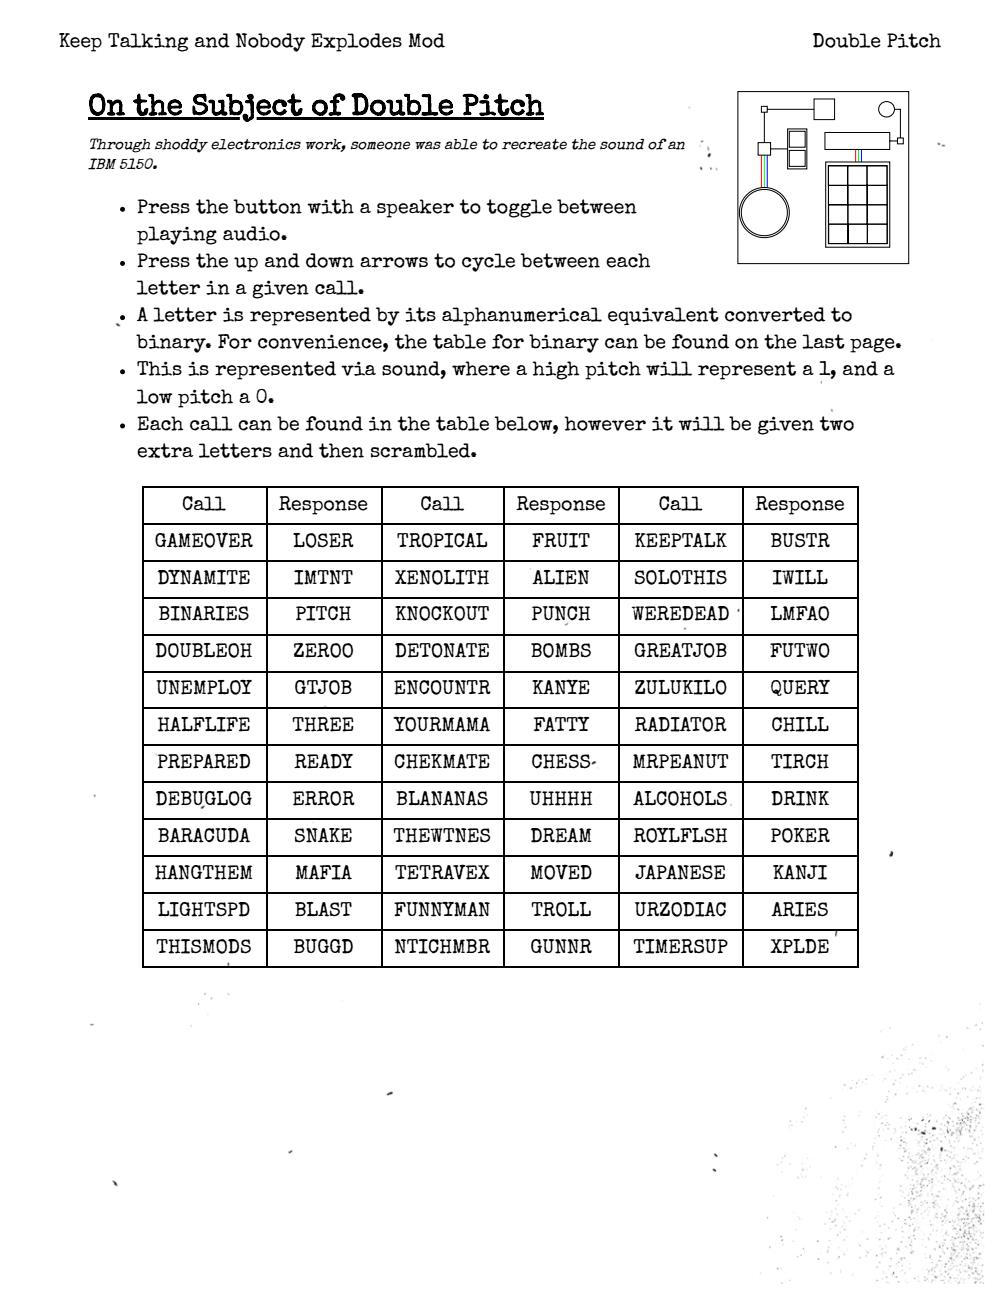 Keep Talking and Nobody Explodes Mod Double Pitch
On the Subject of Double Pitch
Through shoddy electronics work, someone was able to recreate the sound of an
IBM 5150.
• Press the button with a speaker to toggle between
playing audio.
• Press the up and down arrows to cycle between each
letter in a given call.
• A letter is represented by its alphanumerical equivalent converted to
binary. For convenience, the table for binary can be found on the last page.
• This is represented via sound, where a high pitch will represent a 1, and a
low pitch a 0.
• Each call can be found in the table below, however it will be given two
extra letters and then scrambled.
Call Response Call Response Call Response
GAMEOVER LOSER TROPICAL FRUIT KEEPTALK BUSTR
DYNAMITE IMTNT XENOLITH ALIEN SOLOTHIS IWILL
BINARIES PITCH KNOCKOUT PUNCH WEREDEAD LMFAO
DOUBLEOH ZEROO DETONATE BOMBS GREATJOB FUTWO
UNEMPLOY GTJOB ENCOUNTR KANYE ZULUKILO QUERY
HALFLIFE THREE YOURMAMA FATTY RADIATOR CHILL
PREPARED READY CHEKMATE CHESS MRPEANUT TIRCH
DEBUGLOG ERROR BLANANAS UHHHH ALCOHOLS DRINK
BARACUDA SNAKE THEWTNES DREAM ROYLFLSH POKER
HANGTHEM MAFIA TETRAVEX MOVED JAPANESE KANJI
LIGHTSPD BLAST FUNNYMAN TROLL URZODIAC ARIES
THISMODS BUGGD NTICHMBR GUNNR TIMERSUP XPLDE